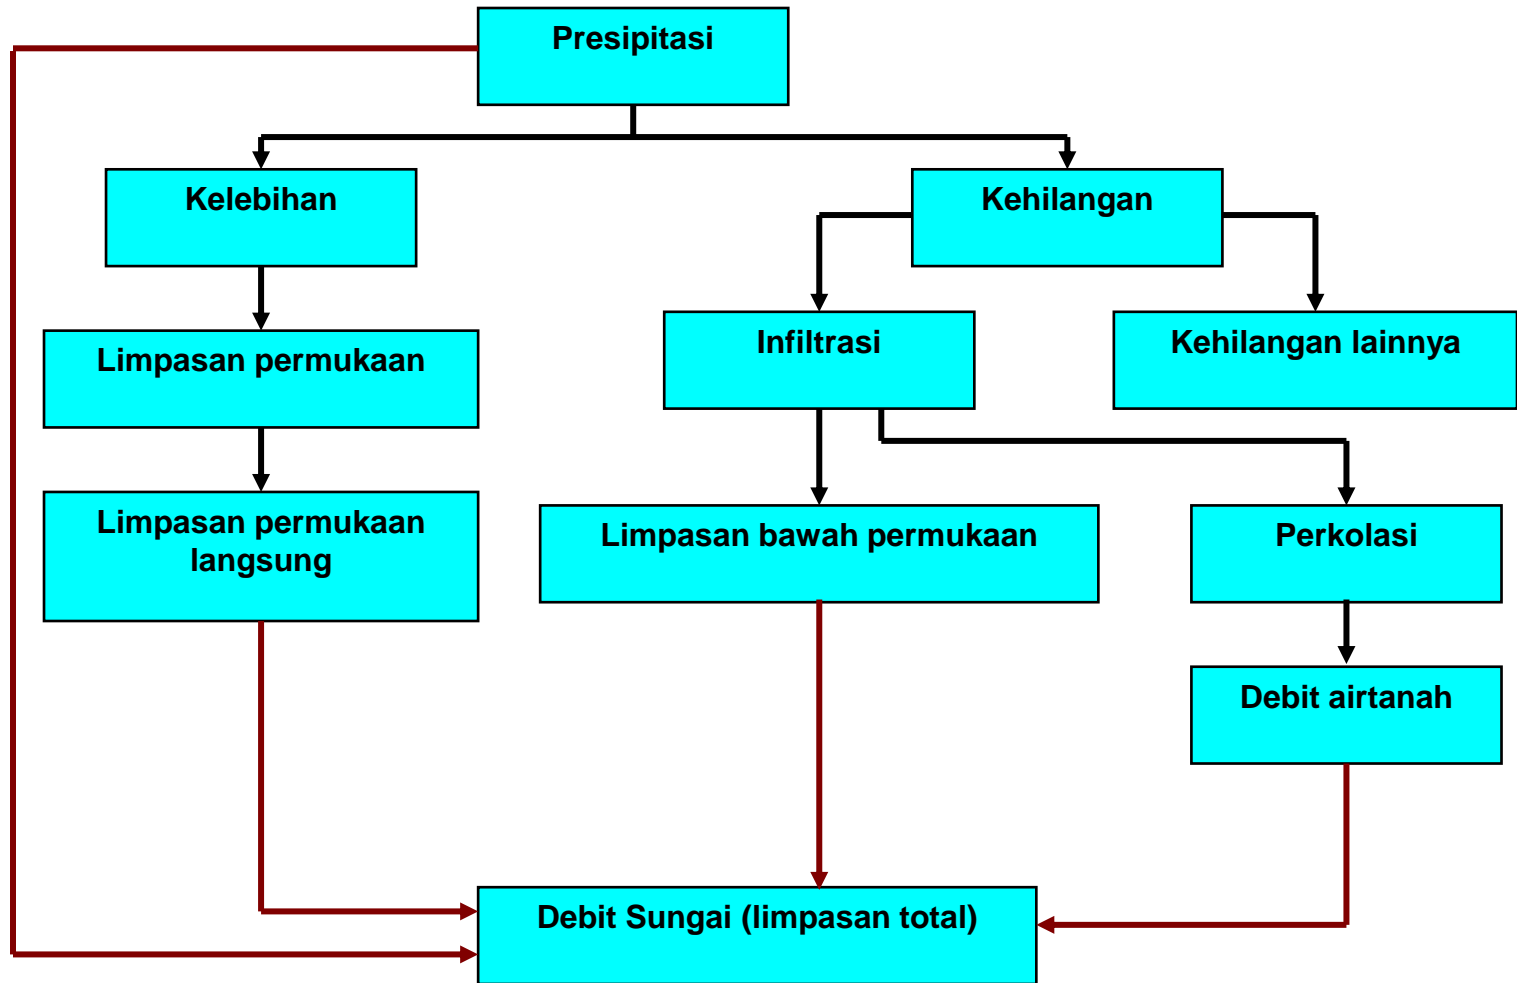 Presipitasi
Kelebihan
Kehilangan
Limpasan permukaan
Infiltrasi
Kehilangan lainnya
Limpasan permukaan
langsung
Limpasan bawah permukaan
Perkolasi
Debit airtanah
Debit Sungai (limpasan total)